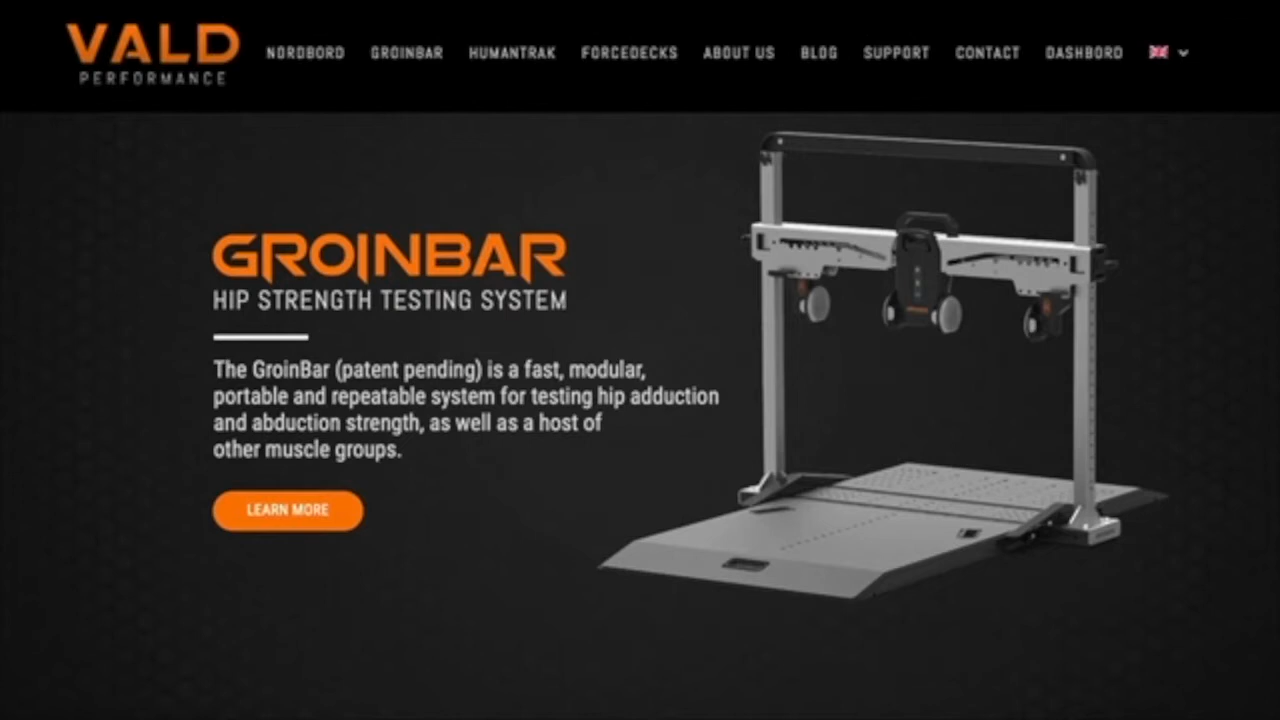 VALD
PERFORMANCE
NORDBORD GROINBAR HUMANTRAK FORCEDECKS ABOUT US BLOG SUPPORT CONTACT DASHBORD
GROINBAR
HIP STRENGTH TESTING SYSTEM
The GroinBar (patent pending) is a fast, modular,
portable and repeatable system for testing hip adduction
and abduction strength, as well as a host of
other muscle groups.
LEARN MORE